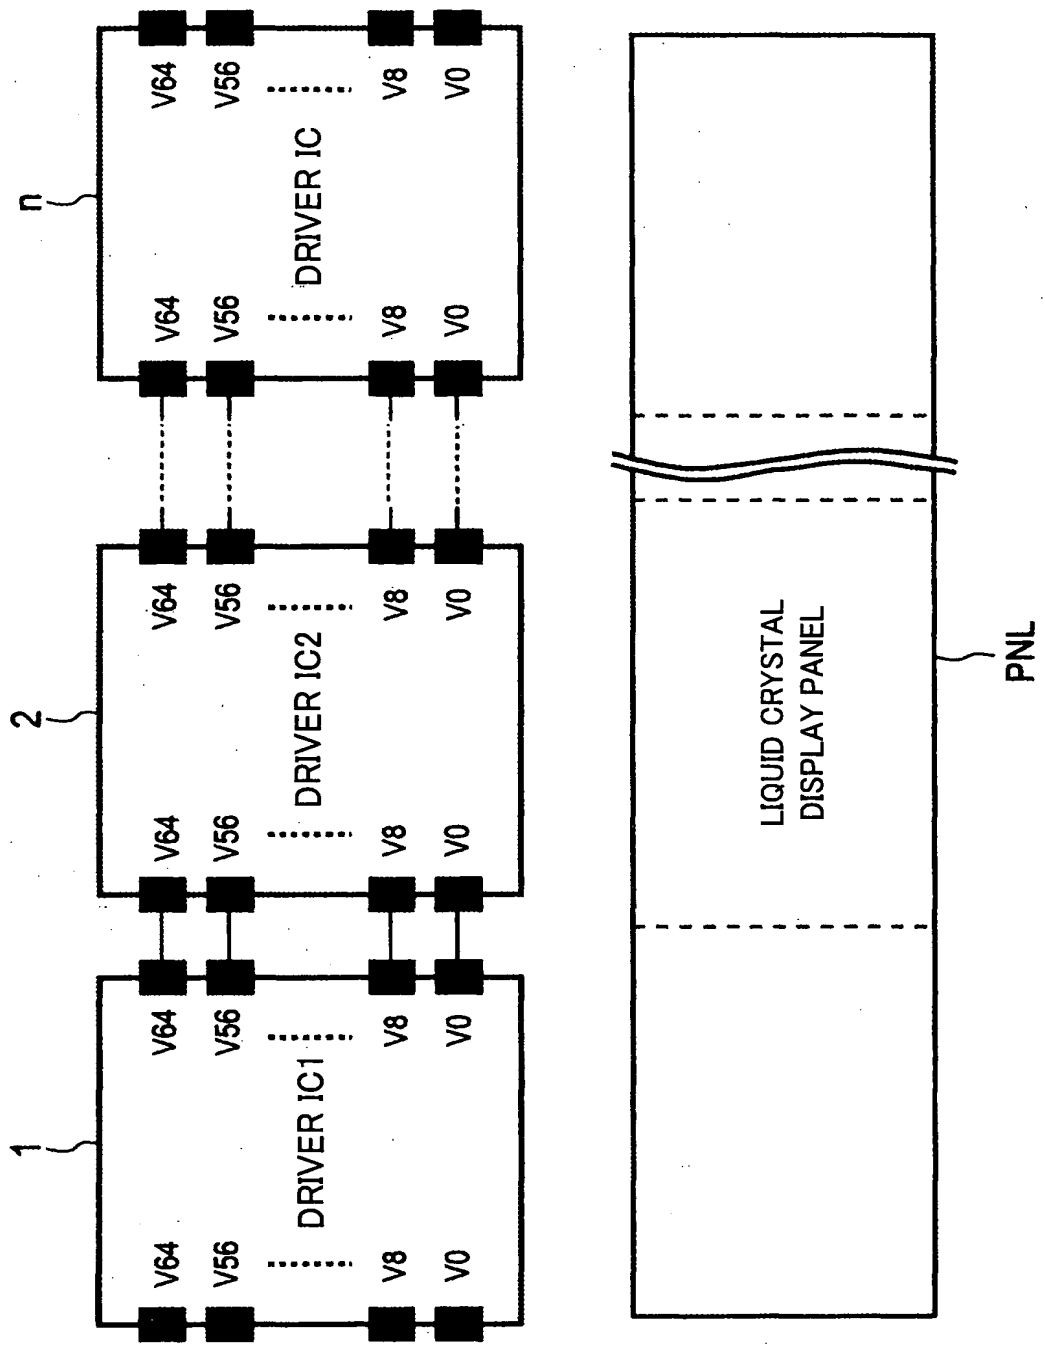 1
2
n
V64
V64
V64
V64
V64
V64
V56
V56
V56
V56
V56
V56
DRIVER IC1
DRIVER IC2
DRIVER IC
V8
V8
V8
V8
V8
V8
V0
V0
V0
V0
V0
V0
LIQUID CRYSTAL
DISPLAY PANEL
PNL